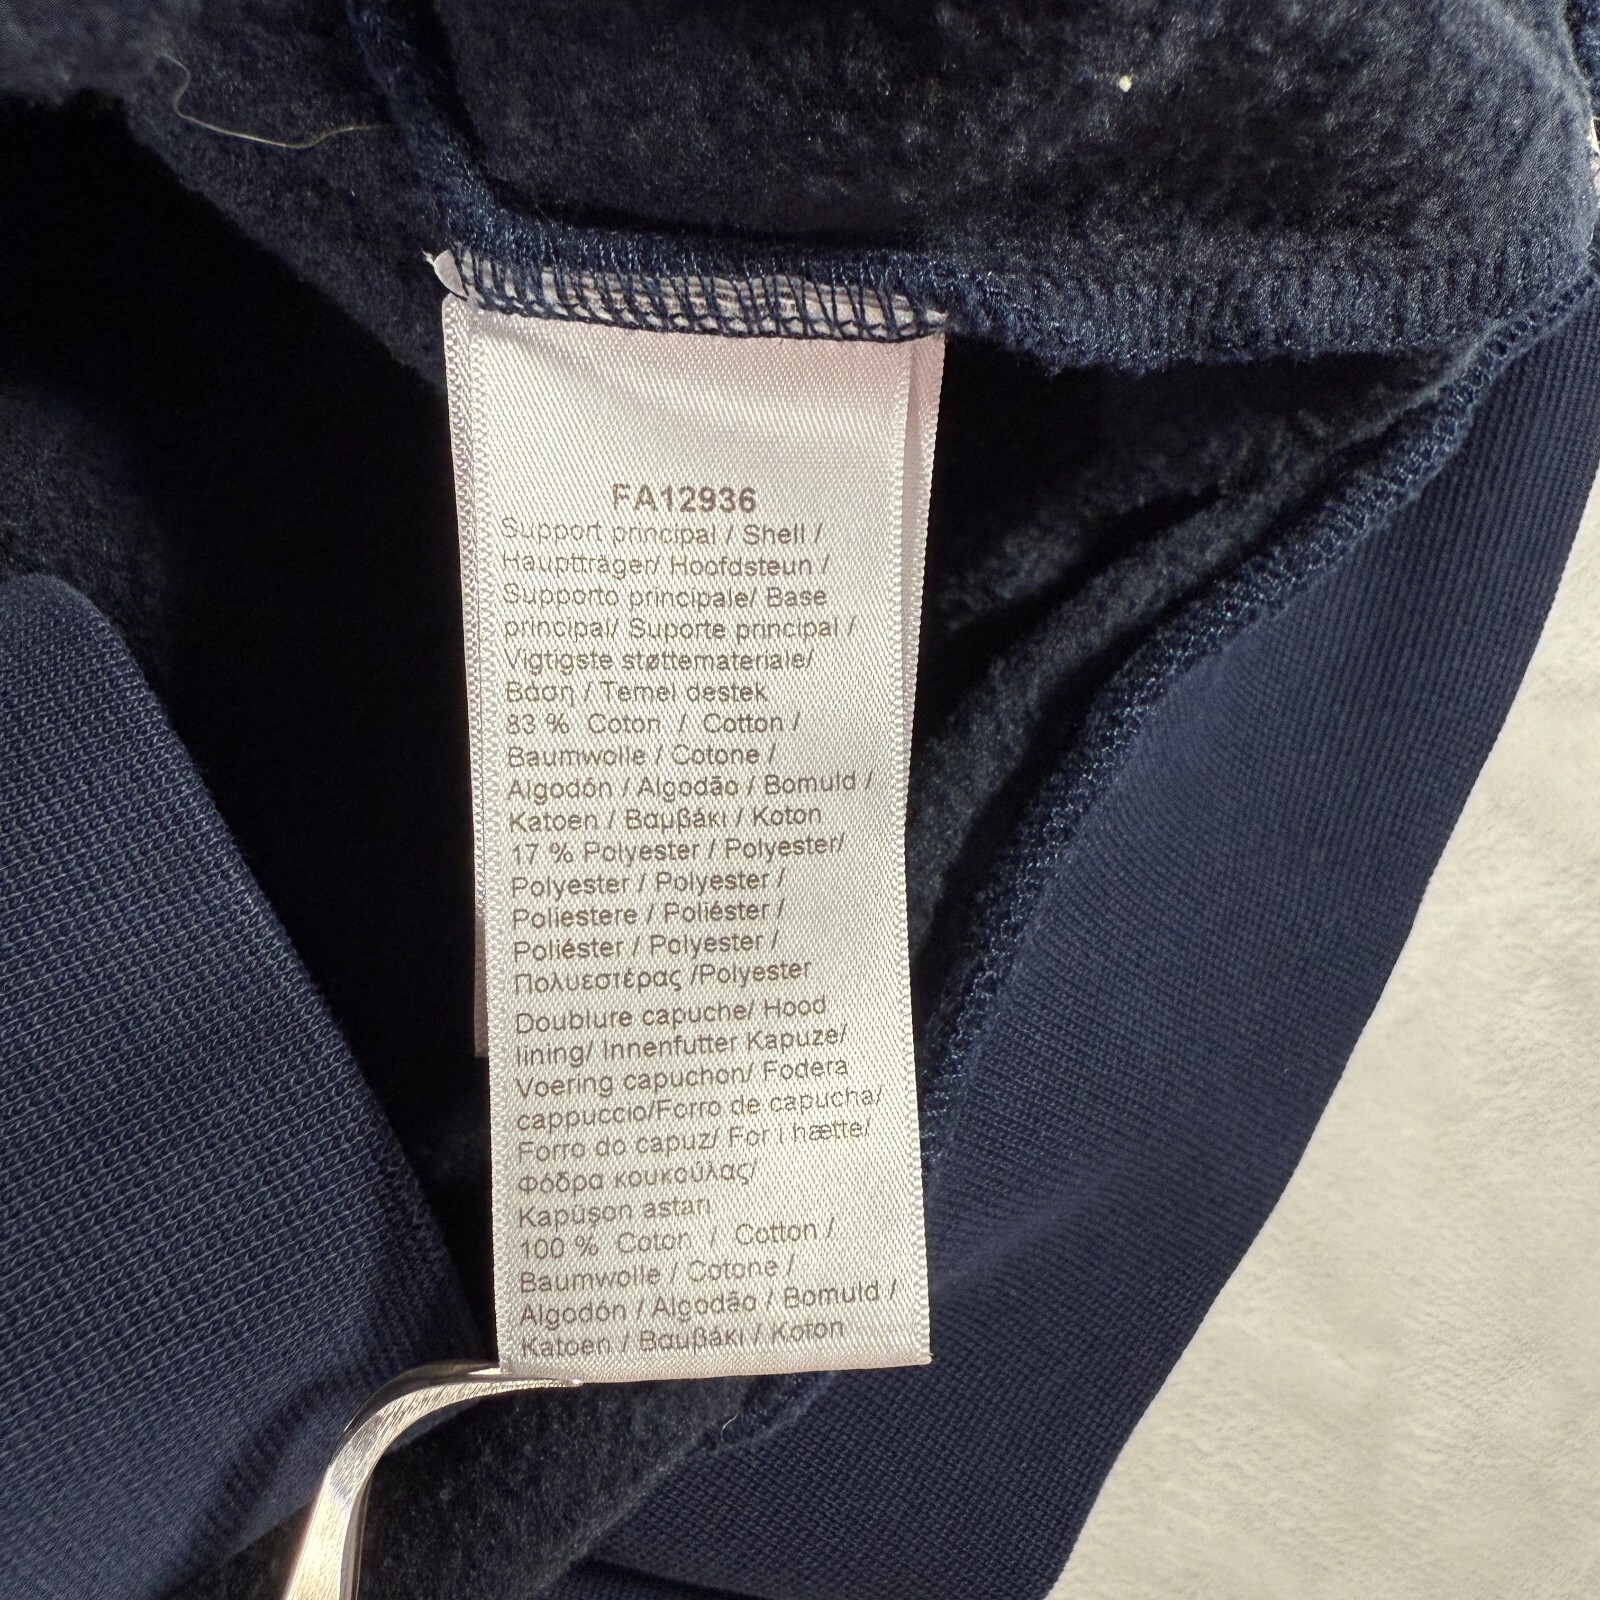 FA12936
Support principal / Shell /
Hauptträger/ Hoofdsteun /
Supporto principale/ Base
principal/ Suporte principal /
Vigtigste støttemateriale/
Βάση / Temel destek
83 % Coton / Cotton /
Baumwolle / Cotone /
Algodón / Algodão / Bomuld /
Katoen / Βαμβάκι / Koton
17 % Polyester / Polyester/
Polyester / Polyester /
Poliestere / Poliéster /
Poliéster / Polyester /
Πολυεστέρας /Polyester
Doublure capuche/ Hood
lining/ Innenfutter Kapuze/
Voering capuchon/ Fodera
cappuccio/Forro de capucha/
Forro do capuz/ For i hætte/
Φόδρα κουκούλας/
Kapüşon astarı
100 % Coton / Cotton /
Baumwolle / Cotone /
Algodón / Algodão / Bomuld /
Katoen / Βαμβάκι / Koton